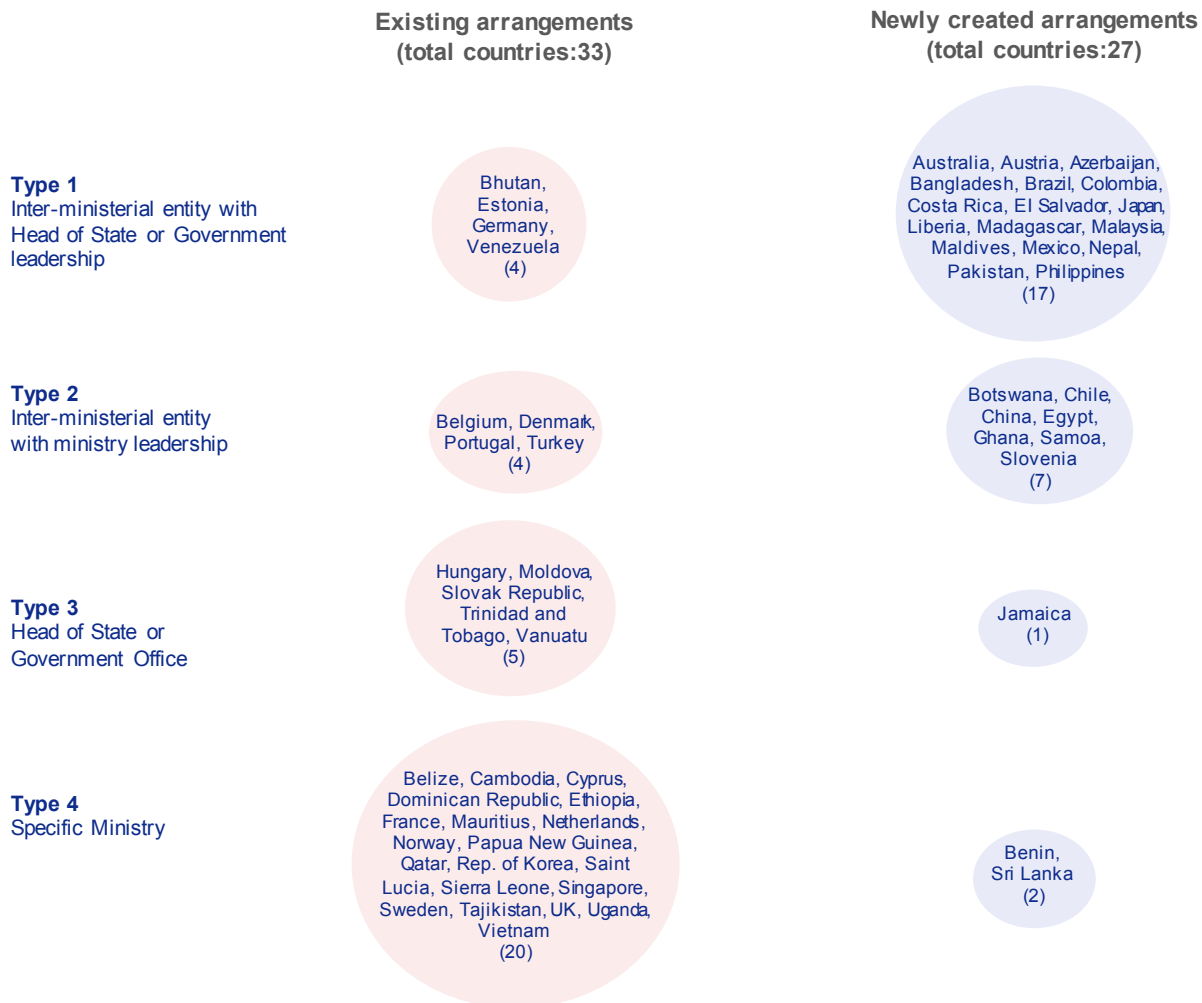 Existing arrangements
(total countries:33)
Newly created arrangements
(total countries:27)
Type 1
Inter-ministerial entity with
Head of State or Government
leadership
Bhutan,
Estonia,
Germany,
Venezuela
(4)
Australia, Austria, Azerbaijan,
Bangladesh, Brazil, Colombia,
Costa Rica, El Salvador, Japan,
Liberia, Madagascar, Malaysia,
Maldives, Mexico, Nepal,
Pakistan, Philippines
(17)
Type 2
Inter-ministerial entity
with ministry leadership
Belgium, Denmark,
Portugal, Turkey
(4)
Botswana, Chile,
China, Egypt,
Ghana, Samoa,
Slovenia
(7)
Type 3
Head of State or
Government Office
Hungary, Moldova,
Slovak Republic,
Trinidad and
Tobago, Vanuatu
(5)
Jamaica
(1)
Type 4
Specific Ministry
Belize, Cambodia, Cyprus,
Dominican Republic, Ethiopia,
France, Mauritius, Netherlands,
Norway, Papua New Guinea,
Qatar, Rep. of Korea, Saint
Lucia, Sierra Leone, Singapore,
Sweden, Tajikistan, UK, Uganda,
Vietnam
(20)
Benin,
Sri Lanka
(2)